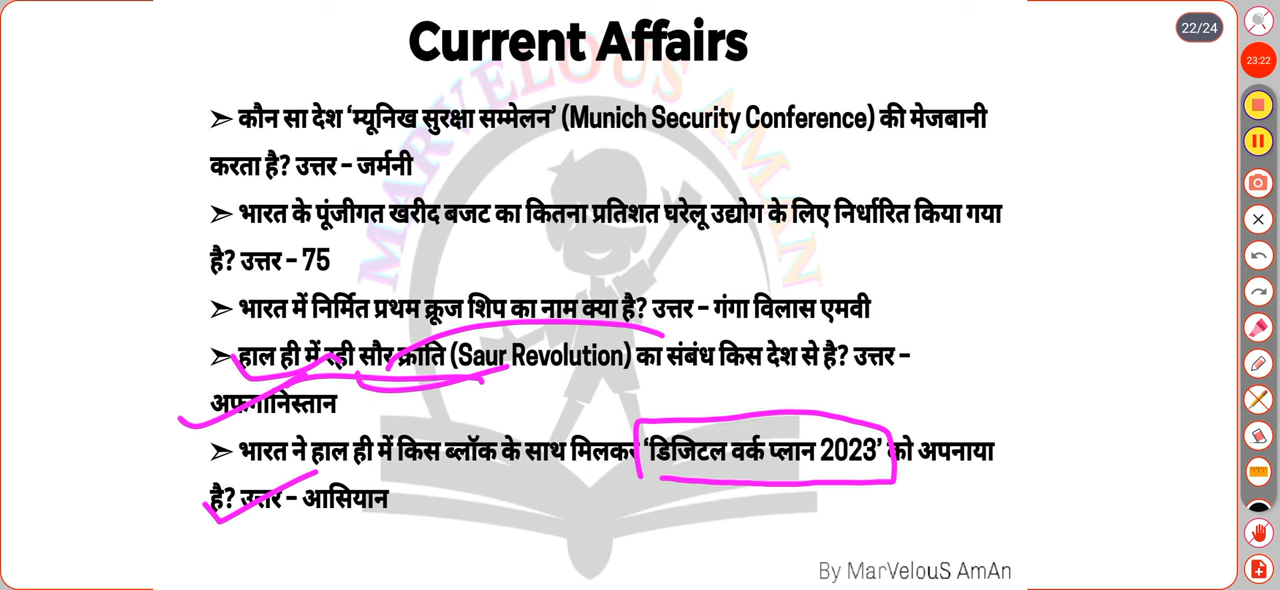 22/24
23:22
Current Affairs
MARVELOUS AMAN
➣ कौन सा देश ‘म्यूनिख सुरक्षा सम्मेलन’ (Munich Security Conference) की मेजबानी
करता है? उत्तर – जर्मनी
➣ भारत के पूंजीगत खरीद बजट का कितना प्रतिशत घरेलू उद्योग के लिए निर्धारित किया गया
है? उत्तर – 75
➣ भारत में निर्मित प्रथम क्रूज शिप का नाम क्या है? उत्तर – गंगा विलास एमवी
➣ हाल ही में रही सौर क्रांति (Saur Revolution) का संबंध किस देश से है? उत्तर –
अफगानिस्तान
➣ भारत ने हाल ही में किस ब्लॉक के साथ मिलकर ‘डिजिटल वर्क प्लान 2023’ को अपनाया
है? उत्तर – आसियान
By MarVelouS AmAn